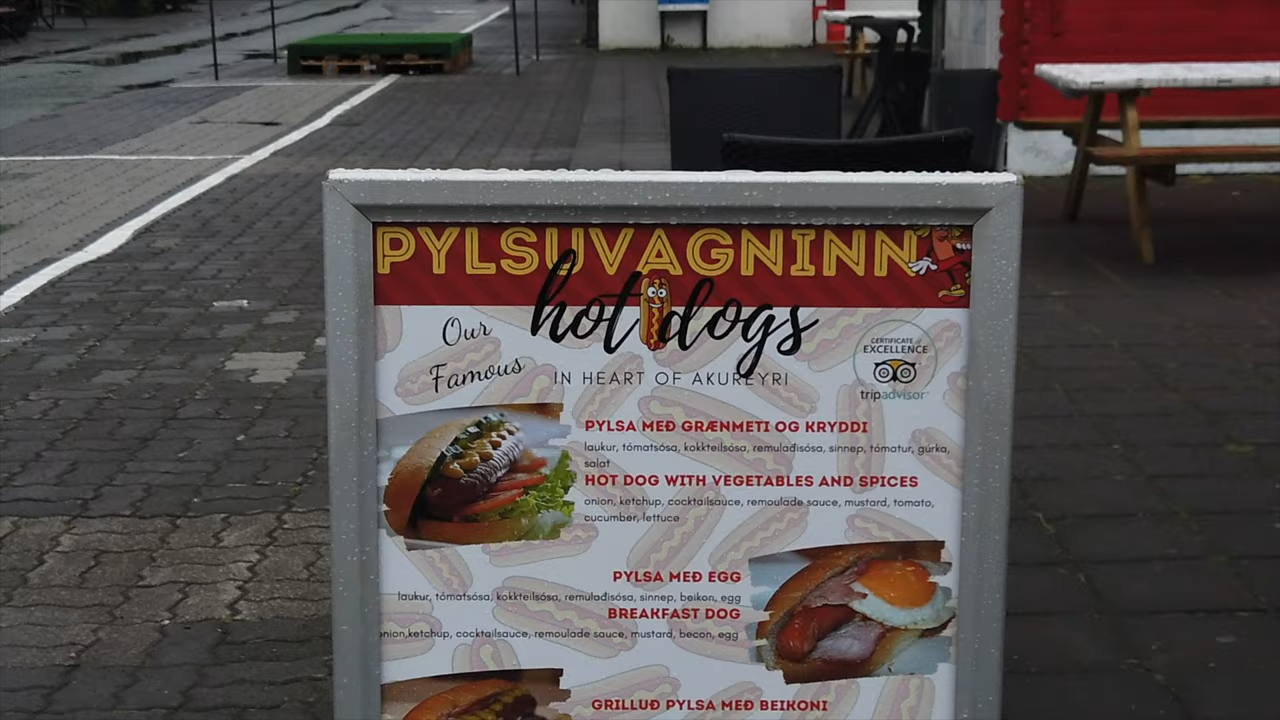 PYLSUVAGNINN
hot dogs
Our
Famous
IN HEART OF AKUREYRI
CERTIFICATE of
EXCELLENCE
tripadvisor
PYLSA MEÐ GRÆNMETI OG KRYDDI
laukur, tómatsósa, kokkteilsósa, remulaðisósa, sinnep, tómatur, gúrka,
salat
HOT DOG WITH VEGETABLES AND SPICES
onion, ketchup, cocktailsauce, remoulade sauce, mustard, tomato,
cucumber, lettuce
PYLSA MEÐ EGG
laukur, tómatsósa, kokkteilsósa, remulaðisósa, sinnep, beikon, egg
BREAKFAST DOG
onion,ketchup, cocktailsauce, remoulade sauce, mustard, becon, egg
GRILLUÐ PYLSA MEÐ BEIKONI